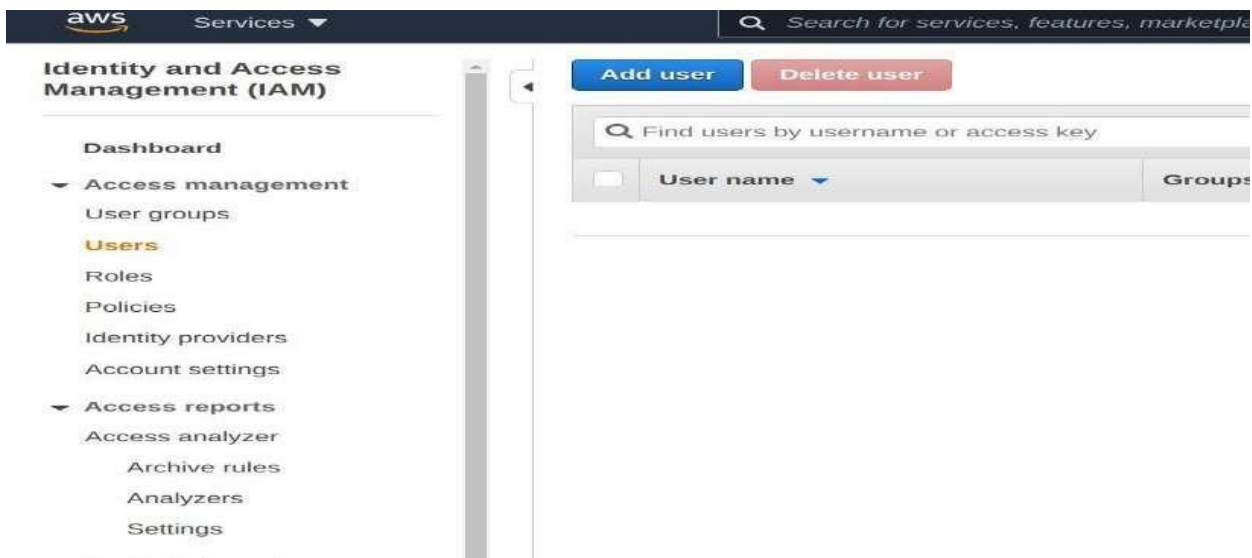 aws Services
Search for services, features, marketpla
Identity and Access
Management (IAM)
Dashboard
Access management
User groups
Users
Roles
Policies
Identity providers
Account settings
Access reports
Access analyzer
Archive rules
Analyzers
Settings
Add user Delete user
Find users by username or access key
User name Groups